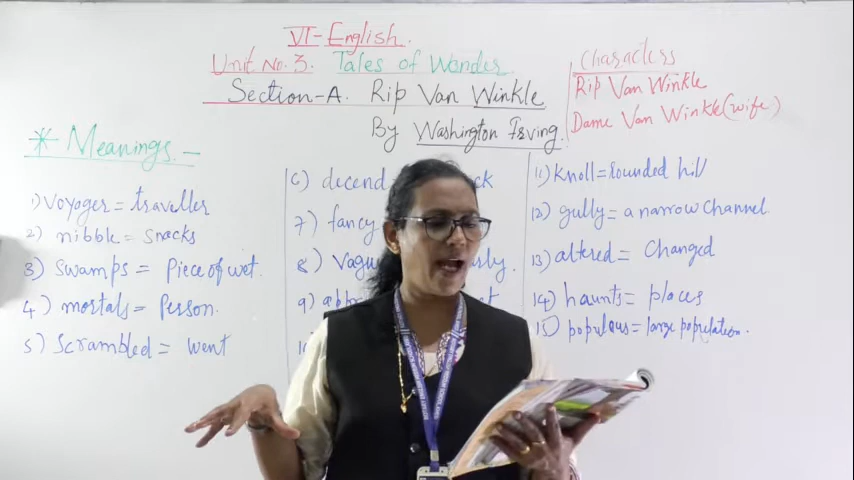 VI-English.
Unit No. 3. Tales of Wonder
Section-A. Rip Van Winkle
By Washington Irving.
Characters
Rip Van Winkle
Dame Van Winkle (wife)
* Meanings. -
1) Voyoger = traveller
2) nibble = snacks
3) swamps = Piece of wet.
4) mortals = Person.
5) Scrambled = went
6) decend
7) fancy
8) Vag
9)
11) Knoll = rounded hill
12) gully = a narrow channel.
13) altered = Changed
14) haunts = places
15) populous = large population.